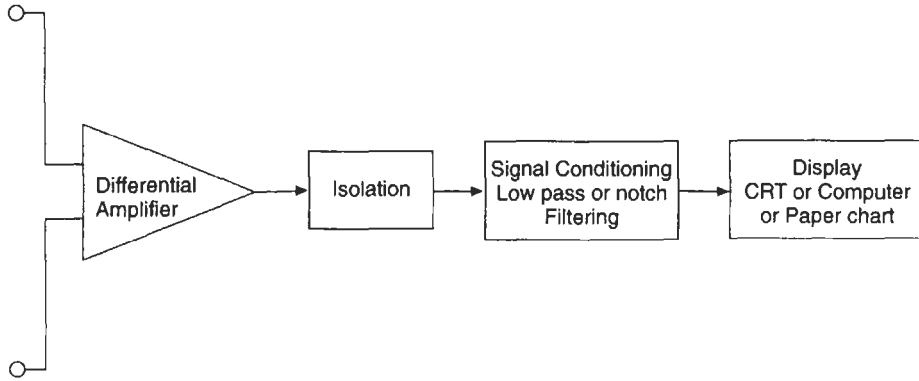 Differential
Amplifier
Isolation
Signal Conditioning
Low pass or notch
Filtering
Display
CRT or Computer
or Paper chart